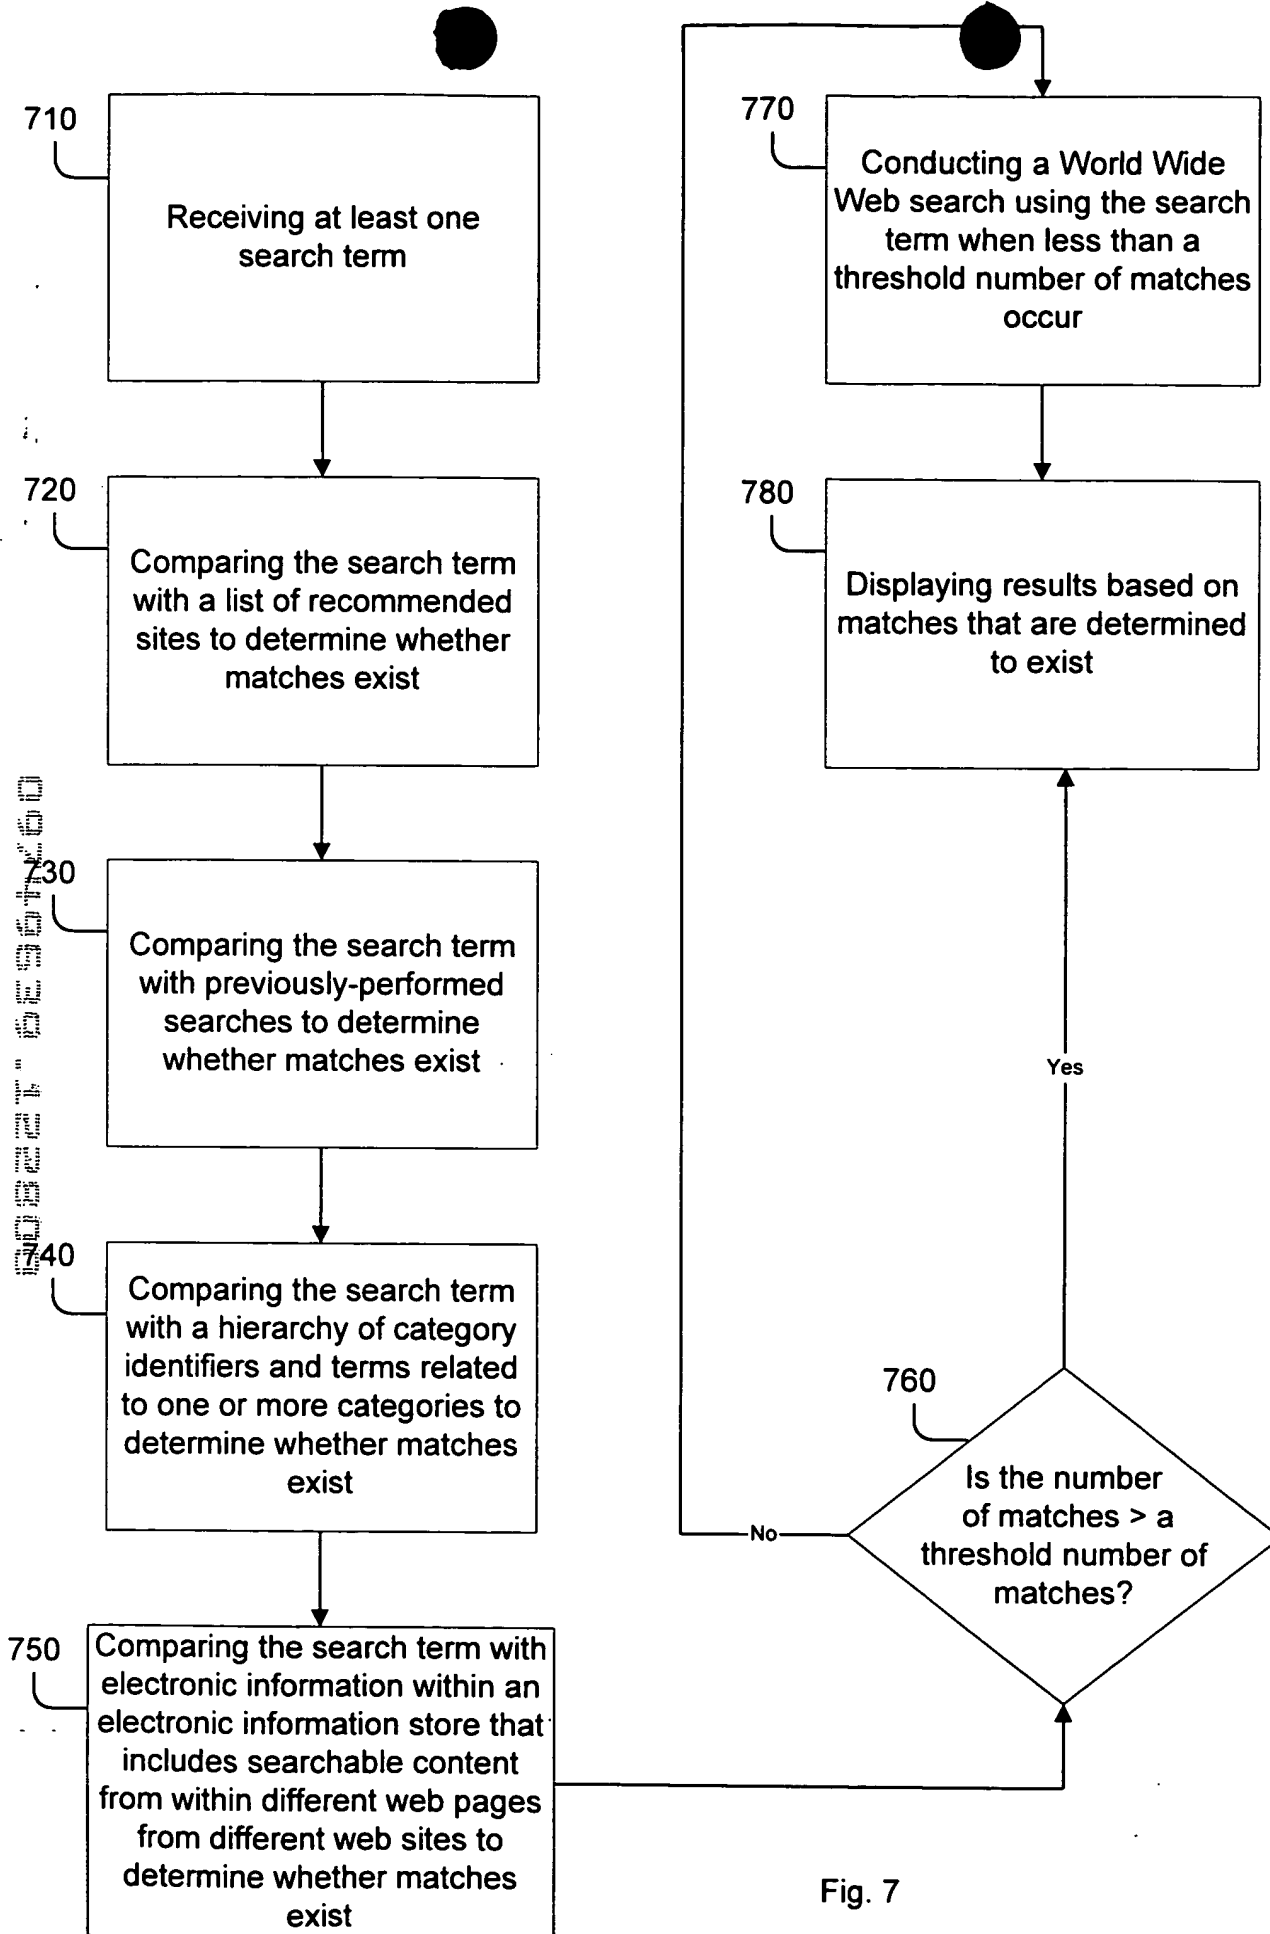 710
Receiving at least one
search term
720
Comparing the search term
with a list of recommended
sites to determine whether
matches exist
730
Comparing the search term
with previously-performed
searches to determine
whether matches exist
740
Comparing the search term
with a hierarchy of category
identifiers and terms related
to one or more categories to
determine whether matches
exist
750
Comparing the search term with
electronic information within an
electronic information store that
includes searchable content
from within different web pages
from different web sites to
determine whether matches
exist
760
Is the number
of matches > a
threshold number of
matches?
No
Yes
770
Conducting a World Wide
Web search using the search
term when less than a
threshold number of matches
occur
780
Displaying results based on
matches that are determined
to exist
Fig. 7